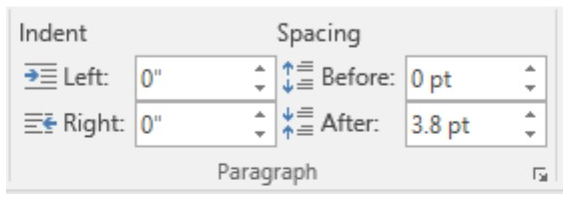 Indent Spacing
Left: 0" Before: 0 pt
Right: 0" After: 3.8 pt
Paragraph